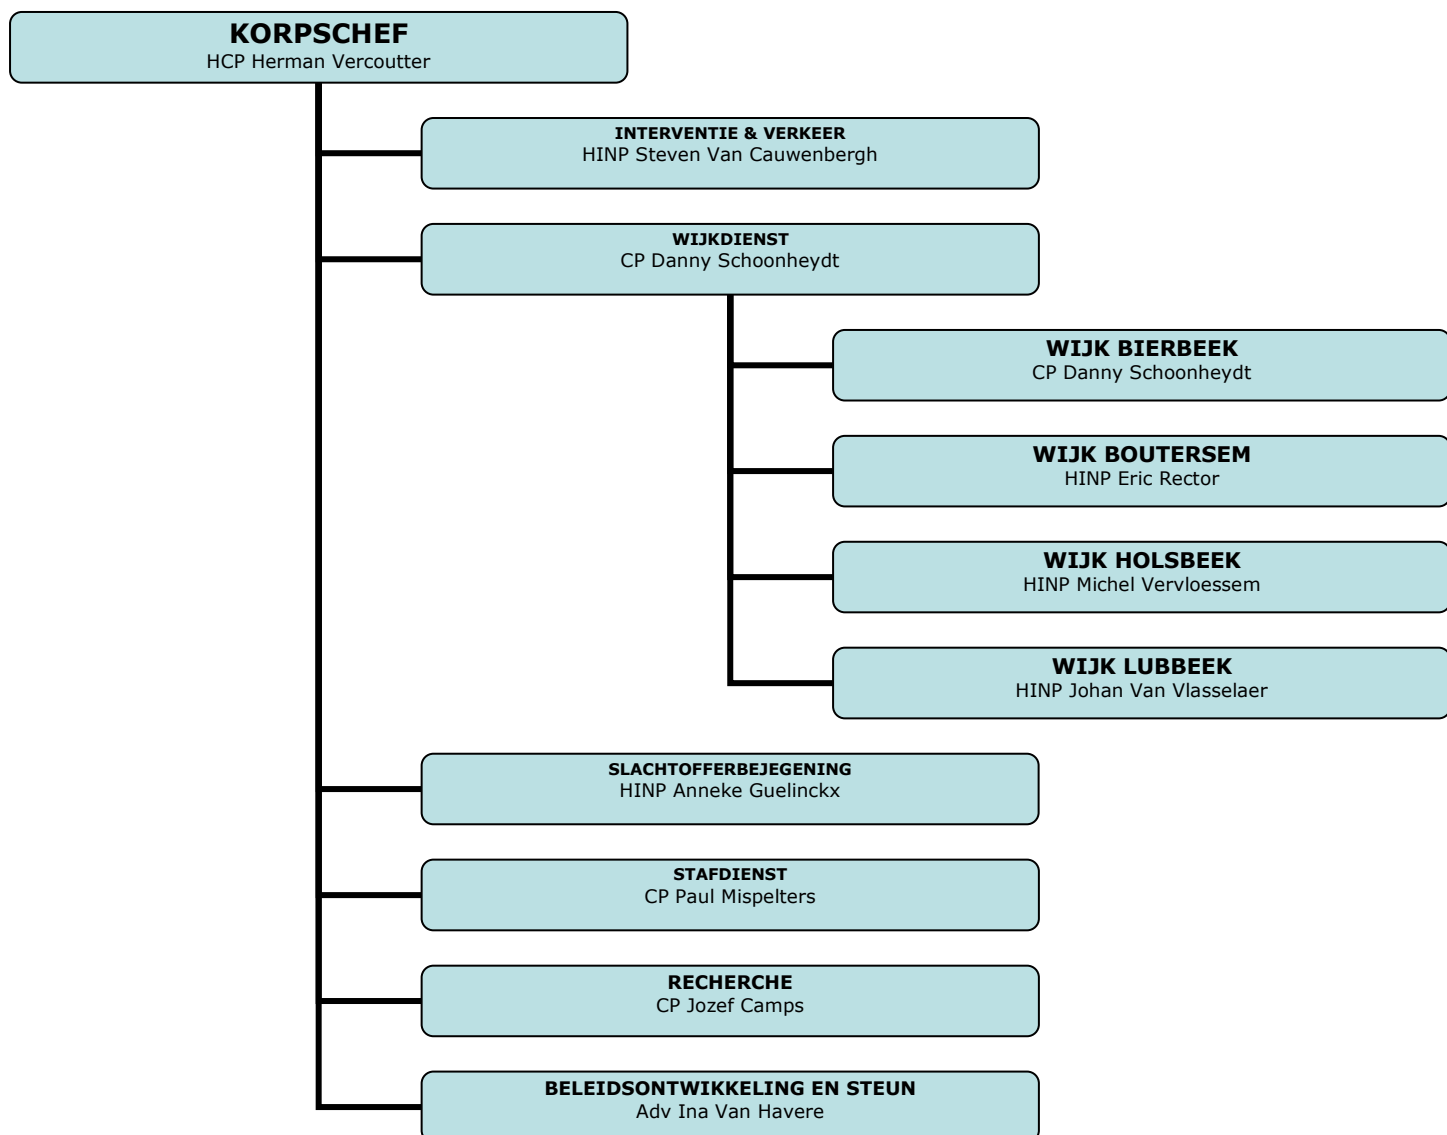 KORPSCHEF
HCP Herman Vercoutter
INTERVENTIE & VERKEER
HINP Steven Van Cauwenbergh
WIJKDIENST
CP Danny Schoonheydt
WIJK BIERBEEK
CP Danny Schoonheydt
WIJK BOUTERSEM
HINP Eric Rector
WIJK HOLSBEEK
HINP Michel Vervloessem
WIJK LUBBEEK
HINP Johan Van Vlasselaer
SLACHTOFFERBEJEGENING
HINP Anneke Guelinckx
STAFDIENST
CP Paul Mispelters
RECHERCHE
CP Jozef Camps
BELEIDSONTWIKKELING EN STEUN
Adv Ina Van Havere